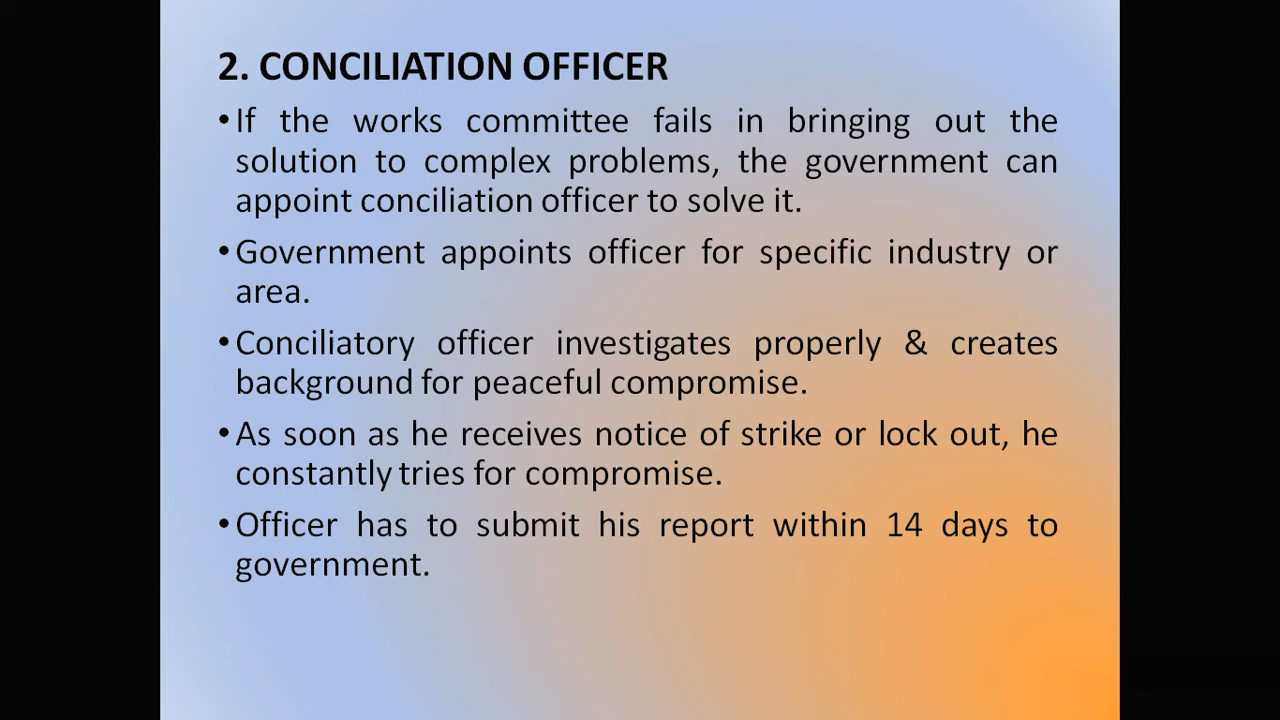 2. CONCILIATION OFFICER
•If the works committee fails in bringing out the
solution to complex problems, the government can
appoint conciliation officer to solve it.
•Government appoints officer for specific industry or
area.
•Conciliatory officer investigates properly & creates
background for peaceful compromise.
•As soon as he receives notice of strike or lock out, he
constantly tries for compromise.
•Officer has to submit his report within 14 days to
government.